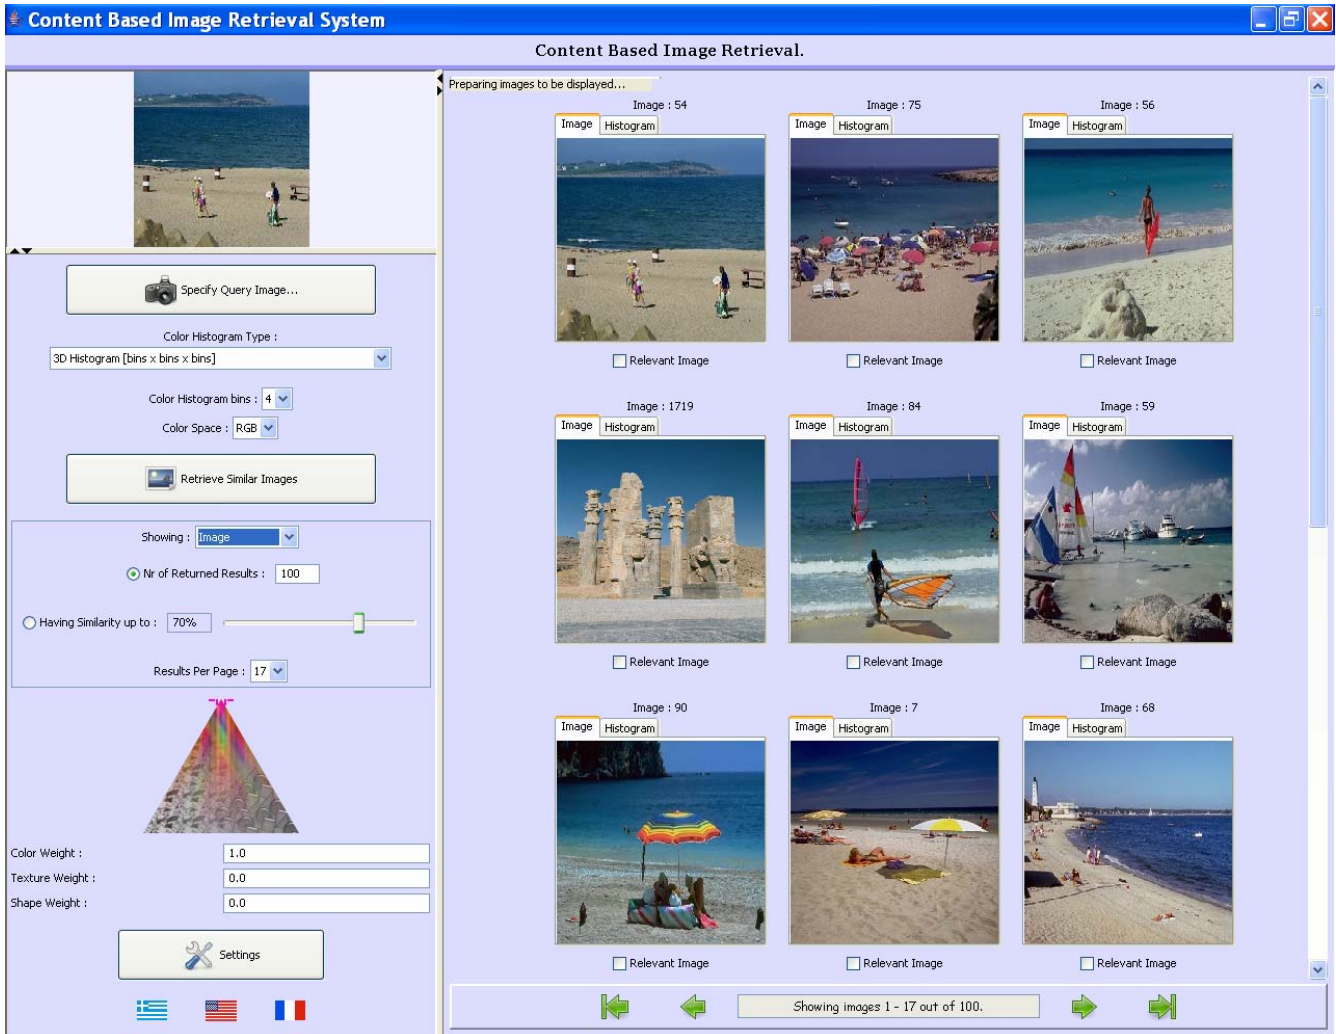 Content Based Image Retrieval System
Content Based Image Retrieval.
Specify Query Image...
Color Histogram Type :
3D Histogram [bins x bins x bins]
Color Histogram bins : 4
Color Space : RGB
Retrieve Similar Images
Showing : Image
Nr of Returned Results : 100
Having Similarity up to : 70%
Results Per Page : 17
Color Weight : 1.0
Texture Weight : 0.0
Shape Weight : 0.0
Settings
Preparing images to be displayed...
Image : 54 Image : 75 Image : 56
Image Histogram Image Histogram Image Histogram
Relevant Image Relevant Image Relevant Image
Image : 1719 Image : 84 Image : 59
Image Histogram Image Histogram Image Histogram
Relevant Image Relevant Image Relevant Image
Image : 90 Image : 7 Image : 68
Image Histogram Image Histogram Image Histogram
Relevant Image Relevant Image Relevant Image
Showing images 1 - 17 out of 100.